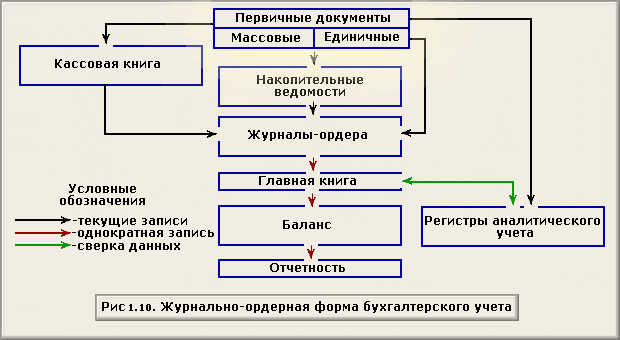 Первичные документы
Массовые
Единичные
Кассовая книга
Накопительные
ведомости
Журналы-ордера
Главная книга
Условные
обозначения
-текущие записи
-однократная запись
-сверка данных
Баланс
Регистры аналитического
учета
Отчетность
Рис 1.10. Журнально-ордерная форма бухгалтерского учета